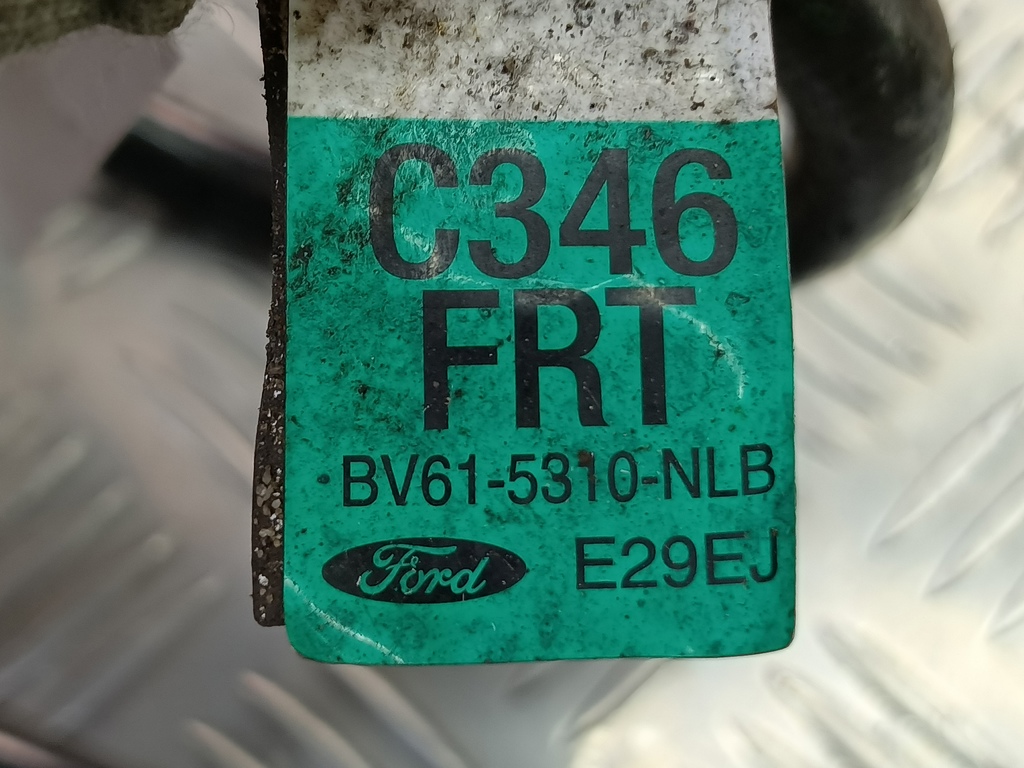 C346
FRT
BV61-5310-NLB
Ford E29EJ